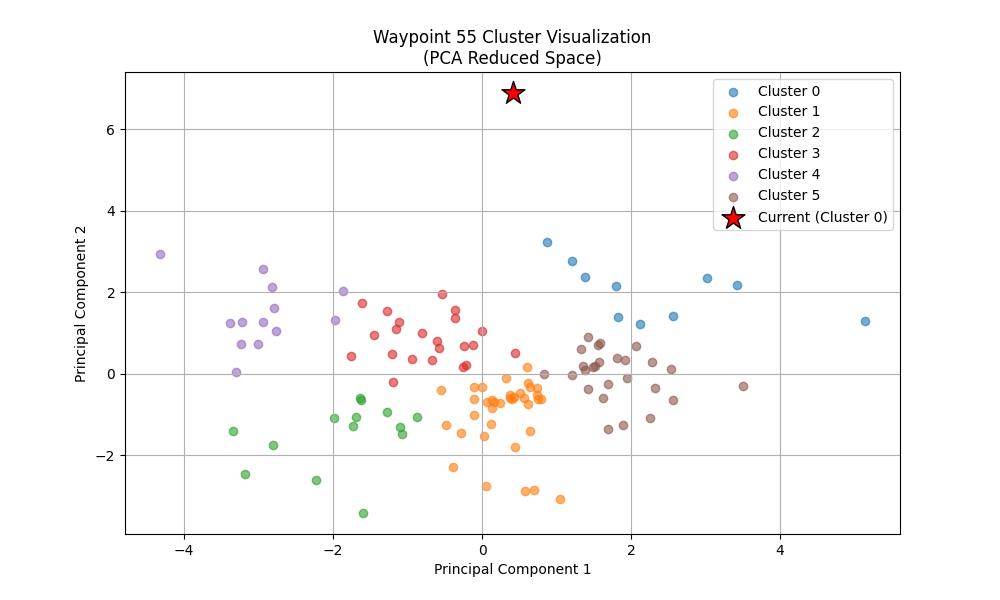 Waypoint 55 Cluster Visualization
(PCA Reduced Space)
Cluster 0
Cluster 1
Cluster 2
Cluster 3
Cluster 4
Cluster 5
Current (Cluster 0)
Principal Component 2
6
4
2
0
−2
−4
−2
0
2
4
Principal Component 1